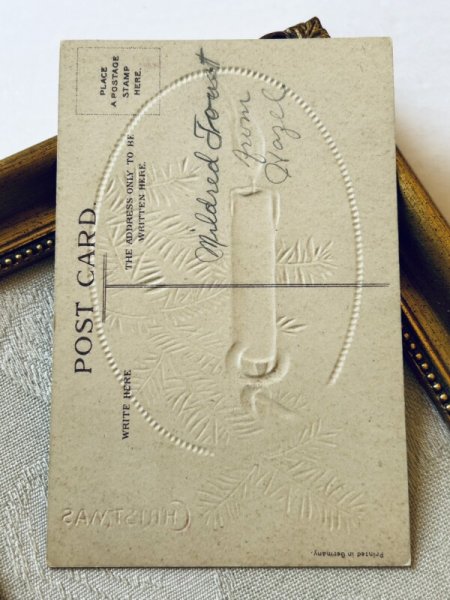 POST CARD.
PLACE
A POSTAGE
STAMP
HERE.
THE ADDRESS ONLY TO BE
WRITTEN HERE.
WRITE HERE
Mildred Foust
from
Hazel
CHRISTMAS
Printed in Germany.